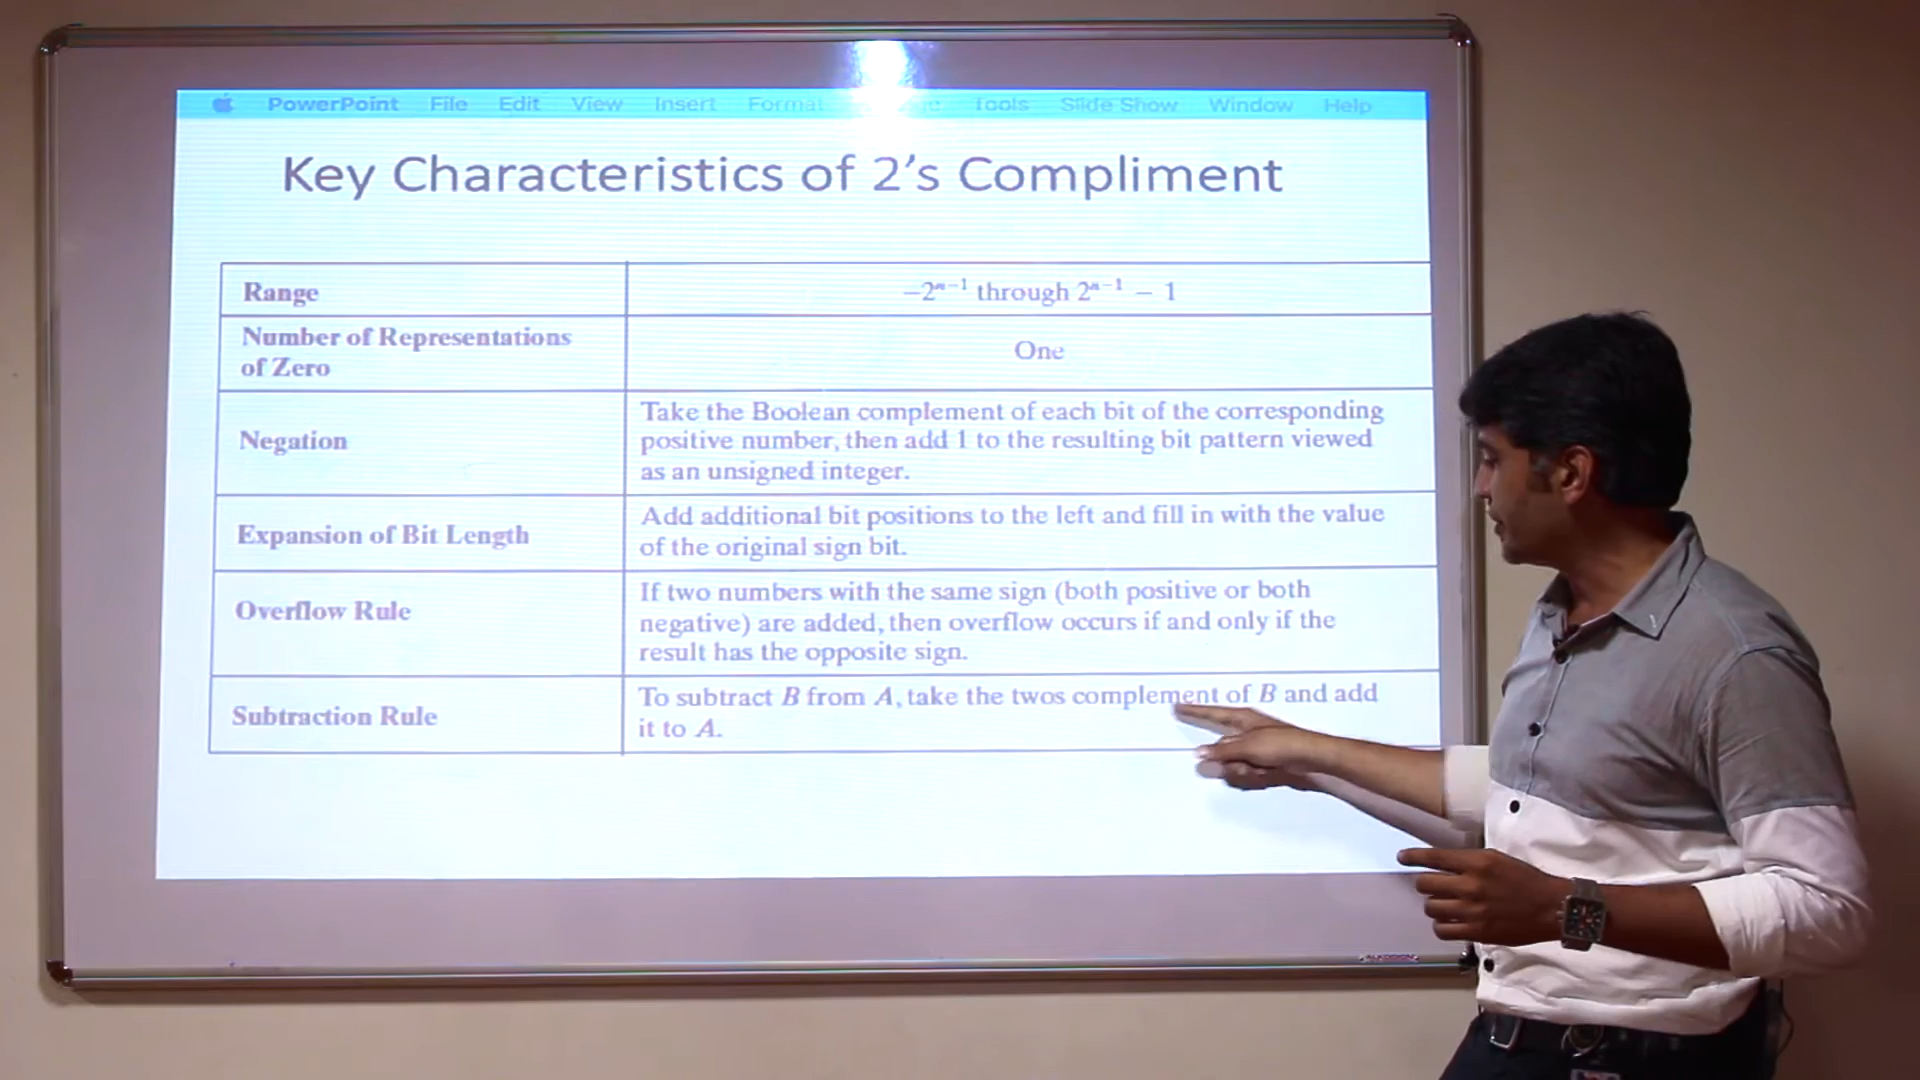 PowerPoint File Edit View Insert Format Tools Slide Show Window Help
Key Characteristics of 2's Compliment
Range
−2ⁿ⁻¹ through 2ⁿ⁻¹ − 1
Number of Representations
of Zero
One
Negation
Take the Boolean complement of each bit of the corresponding
positive number, then add 1 to the resulting bit pattern viewed
as an unsigned integer.
Expansion of Bit Length
Add additional bit positions to the left and fill in with the value
of the original sign bit.
Overflow Rule
If two numbers with the same sign (both positive or both
negative) are added, then overflow occurs if and only if the
result has the opposite sign.
Subtraction Rule
To subtract B from A, take the twos complement of B and add
it to A.